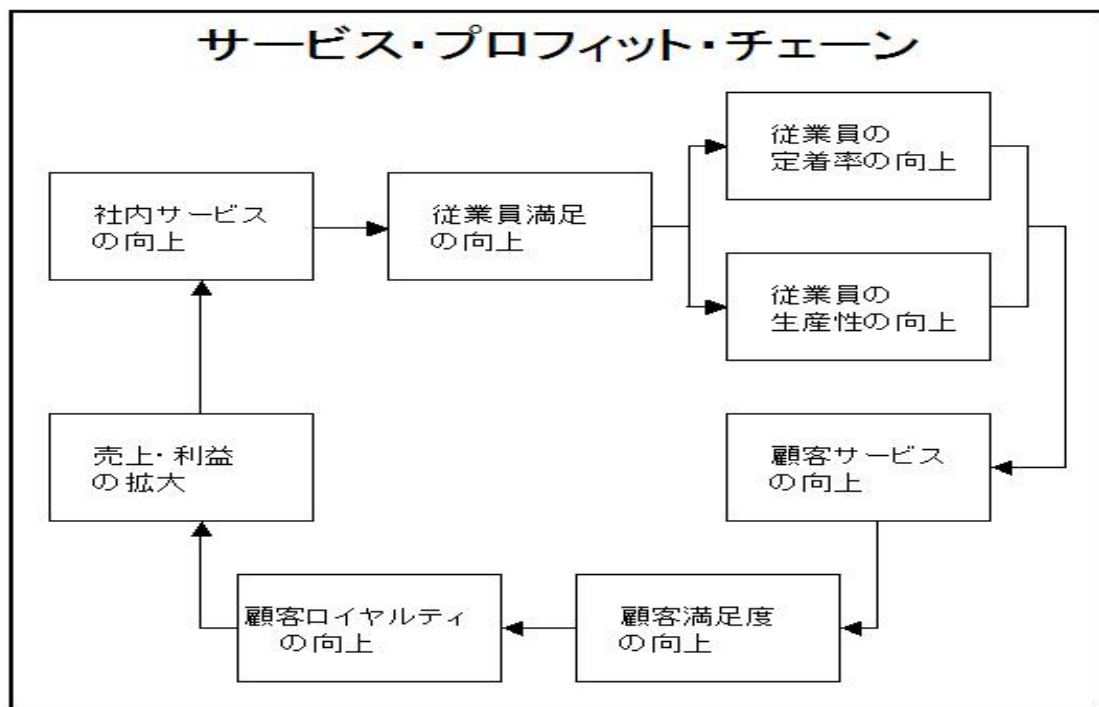 サービス・プロフィット・チェーン
社内サービス
の向上
従業員満足
の向上
従業員の
定着率の向上
従業員の
生産性の向上
顧客サービス
の向上
顧客満足度
の向上
顧客ロイヤルティ
の向上
売上・利益
の拡大